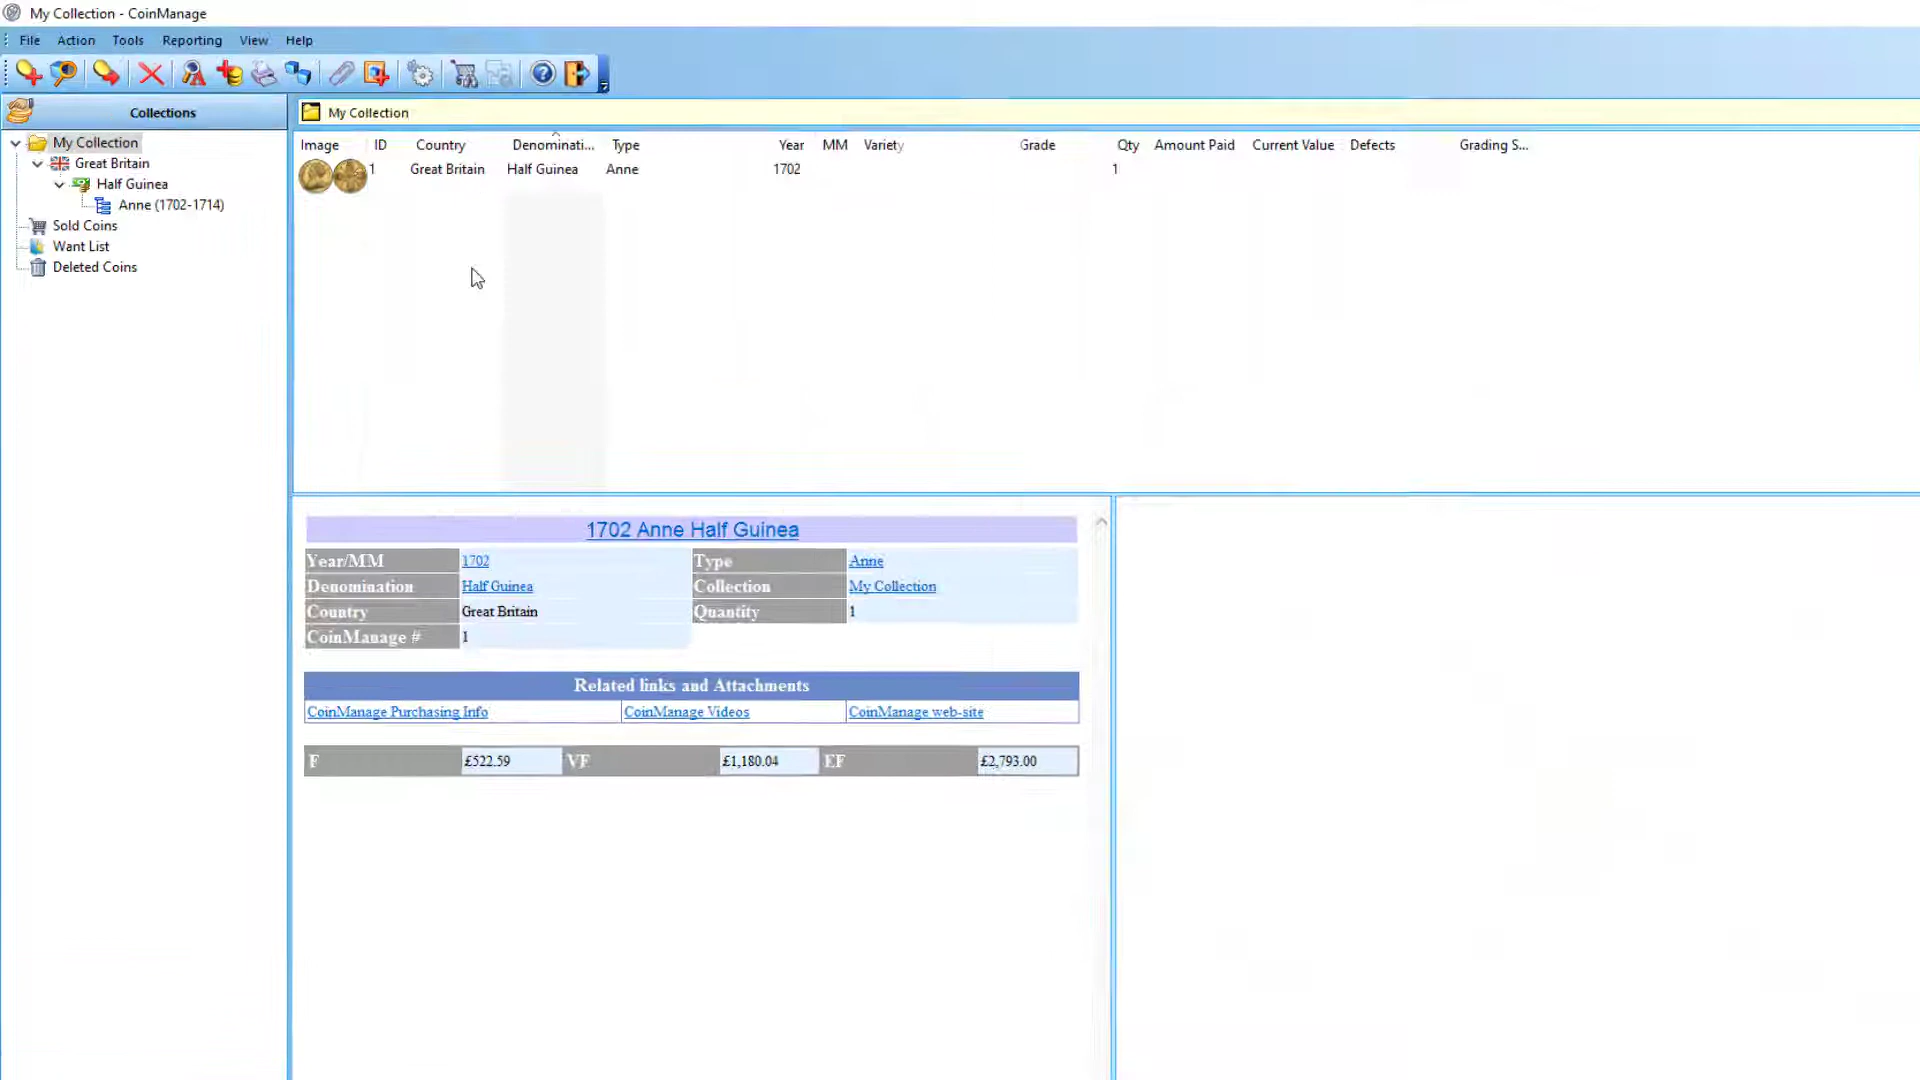 My Collection - CoinManage
File Action Tools Reporting View Help
Collections
My Collection
My Collection
Great Britain
Half Guinea
Anne (1702-1714)
Sold Coins
Want List
Deleted Coins
Image ID Country Denominati... Type Year MM Variety Grade Qty Amount Paid Current Value Defects Grading S...
1 Great Britain Half Guinea Anne 1702 1
1702 Anne Half Guinea
Year/MM 1702 Type Anne
Denomination Half Guinea Collection My Collection
Country Great Britain Quantity 1
CoinManage # 1
Related links and Attachments
CoinManage Purchasing Info CoinManage Videos CoinManage web-site
F £522.59 VF £1,180.04 EF £2,793.00